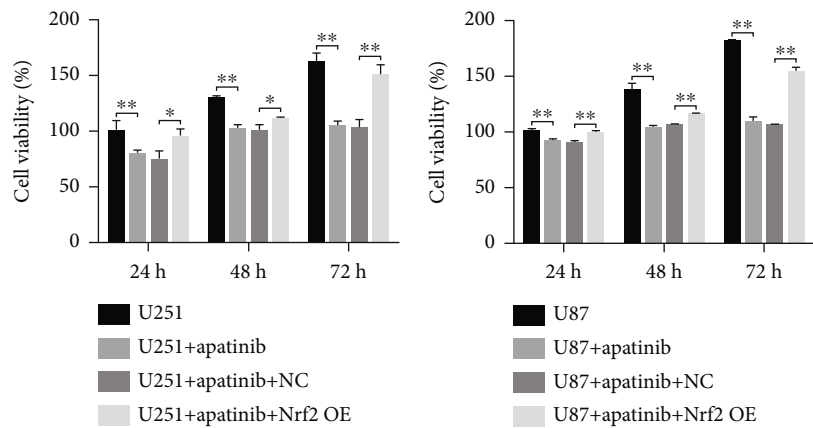 Cell viability (%)
200
150
100
50
0
** *
** *
** **
24 h 48 h 72 h
U251
U251+apatinib
U251+apatinib+NC
U251+apatinib+Nrf2 OE
Cell viability (%)
200
150
100
50
0
** **
** **
** **
24 h 48 h 72 h
U87
U87+apatinib
U87+apatinib+NC
U87+apatinib+Nrf2 OE